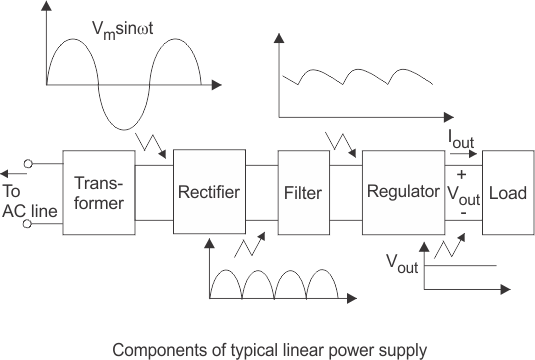 Vmsinωt
To
AC line
Trans-
former
Rectifier
Filter
Regulator
Iout
+
Vout
-
Load
Vout
Components of typical linear power supply